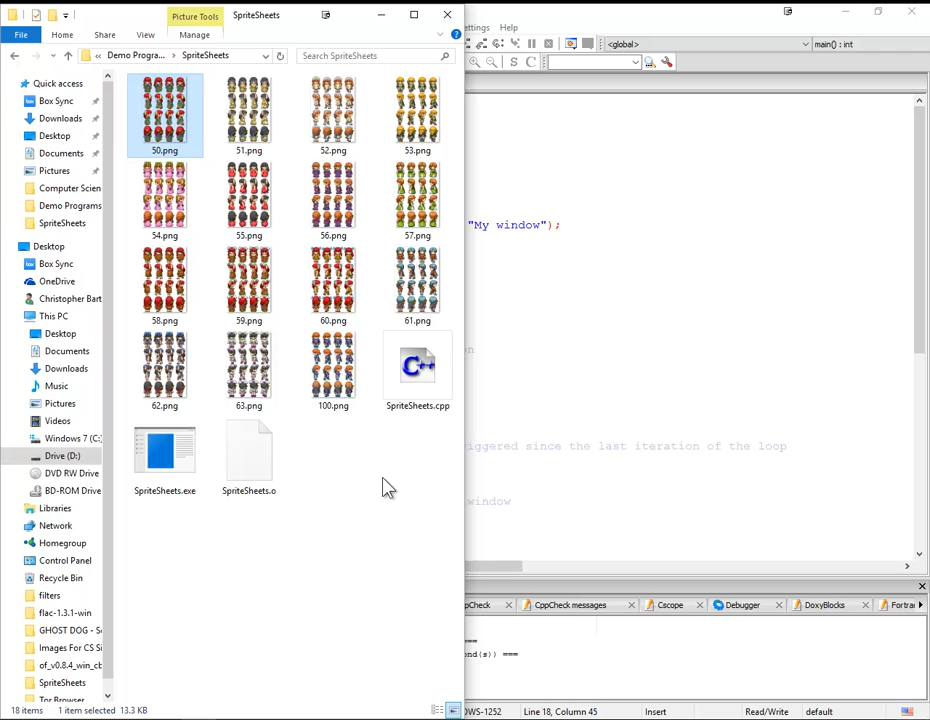 Picture Tools
SpriteSheets
File
Home
Share
View
Manage
« Demo Progra...
SpriteSheets
Search SpriteSheets
Quick access
Box Sync
Downloads
Desktop
Documents
Pictures
Computer Scien
Demo Programs
SpriteSheets
Desktop
Box Sync
OneDrive
Christopher Bart
This PC
Desktop
Documents
Downloads
Music
Pictures
Videos
Windows 7 (C:)
Drive (D:)
DVD RW Drive
BD-ROM Drive
Libraries
Network
Homegroup
Control Panel
Recycle Bin
filters
flac-1.3.1-win
GHOST DOG - S
Images For CS Si
of_v0.8.4_win_cb
SpriteSheets
Tor Browser
50.png
51.png
52.png
53.png
54.png
55.png
56.png
57.png
58.png
59.png
60.png
61.png
62.png
63.png
100.png
C++
SpriteSheets.cpp
SpriteSheets.exe
SpriteSheets.o
18 items
1 item selected 13.3 KB
ettings Help
S C
<global>
main() : int
"My window");
on
iggered since the last iteration of the loop
window
ppCheck
CppCheck messages
Cscope
Debugger
DoxyBlocks
Fortra
===
ond(s)) ===
OWS-1252
Line 18, Column 45
Insert
Read/Write
default